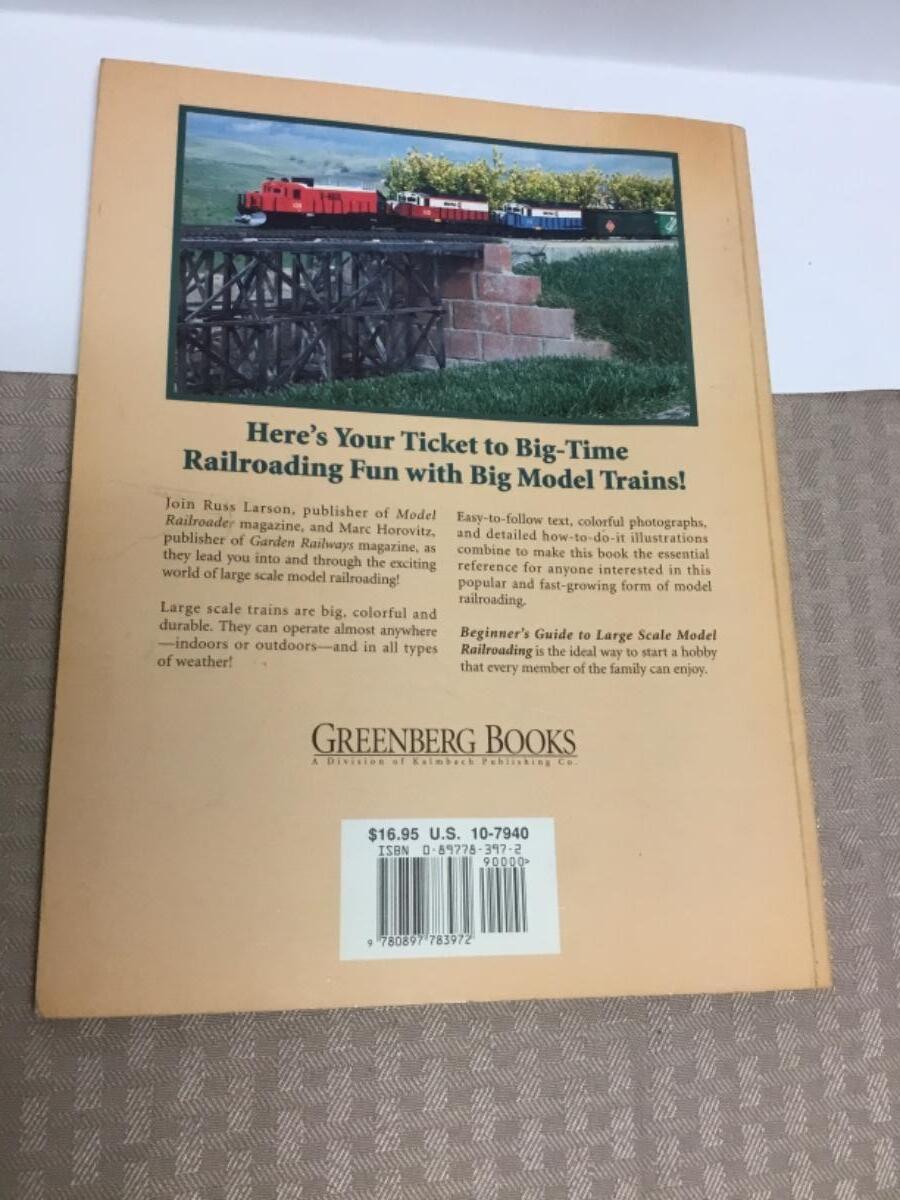 Here's Your Ticket to Big-Time
Railroading Fun with Big Model Trains!
Join Russ Larson, publisher of Model
Railroader magazine, and Marc Horovitz,
publisher of Garden Railways magazine, as
they lead you into and through the exciting
world of large scale model railroading!
Large scale trains are big, colorful and
durable. They can operate almost anywhere
—indoors or outdoors—and in all types
of weather!
Easy-to-follow text, colorful photographs,
and detailed how-to-do-it illustrations
combine to make this book the essential
reference for anyone interested in this
popular and fast-growing form of model
railroading.
Beginner's Guide to Large Scale Model
Railroading is the ideal way to start a hobby
that every member of the family can enjoy.
GREENBERG BOOKS
A Division of Kalmbach Publishing Co.
$16.95 U.S. 10-7940
ISBN 0-89778-397-2
90000>
9 780897 783972